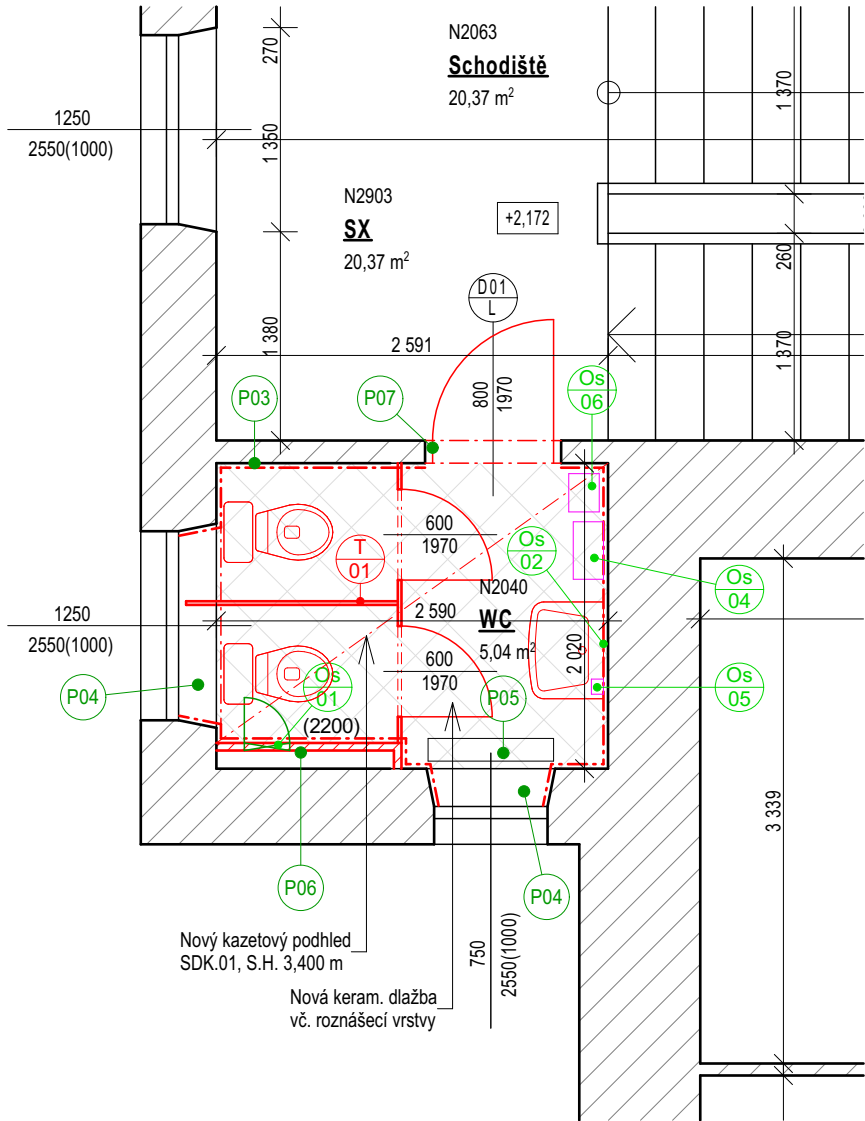 N2063
Schodiště
20,37 m²
270
1 350
1 370
1250
2550(1000)
N2903
SX
20,37 m²
+2,172
260
D01
L
1 380
2 591
800
1970
1 370
P03
P07
Os
06
600
1970
T
01
Os
02
Os
04
N2040
2 590
WC
5,04 m²
2 020
1250
2550(1000)
600
1970
Os
01
(2200)
P05
Os
05
P04
P06
P04
3 339
Nový kazetový podhled
SDK.01, S.H. 3,400 m
750
2550(1000)
Nová keram. dlažba
vč. roznášecí vrstvy